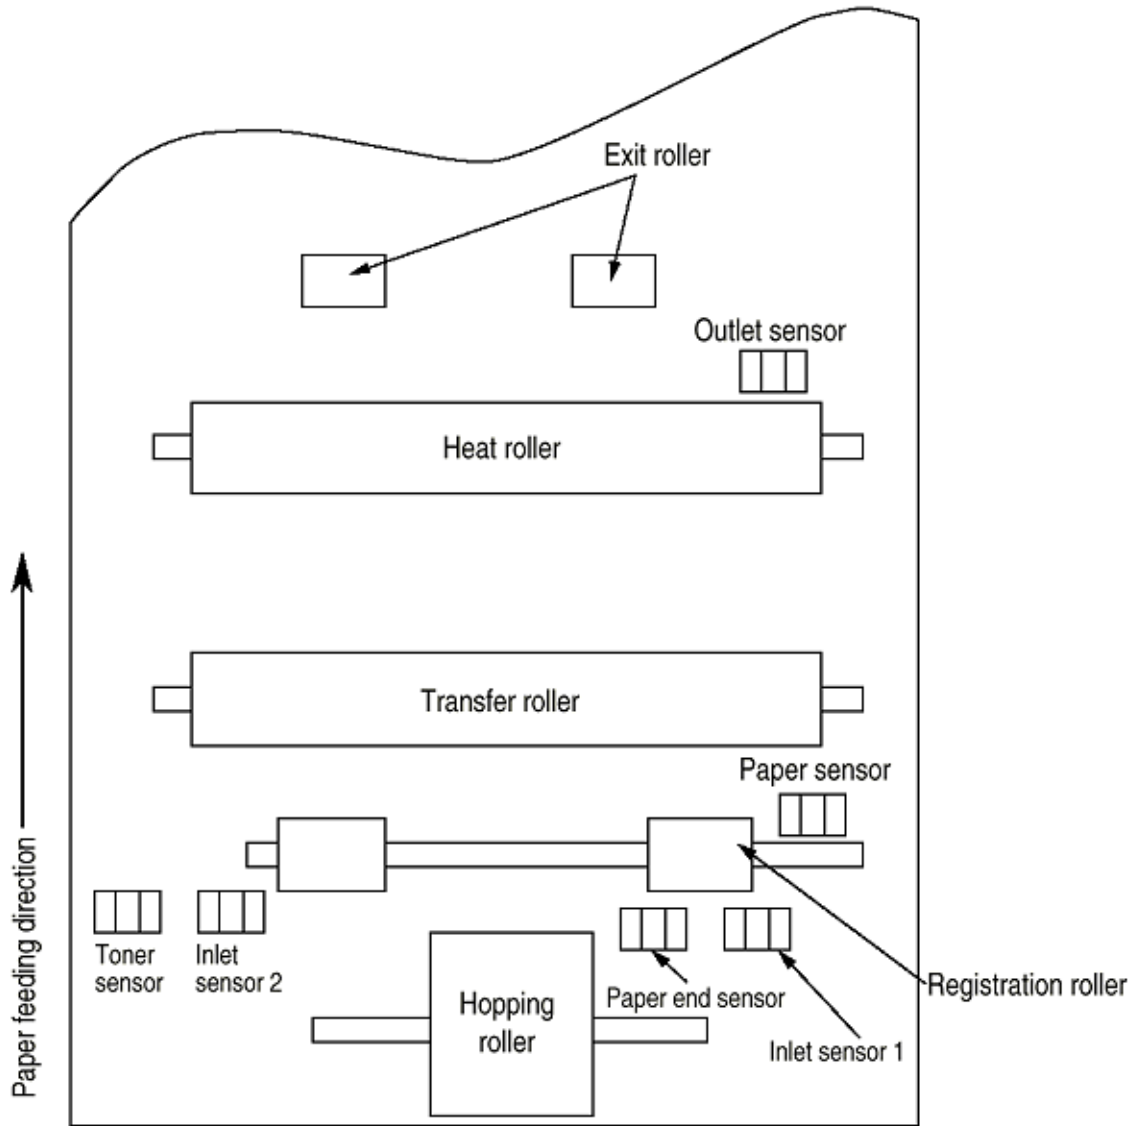 Exit roller
Outlet sensor
Heat roller
Transfer roller
Paper sensor
Paper feeding direction
Toner
sensor
Inlet
sensor 2
Paper end sensor
Registration roller
Hopping
roller
Inlet sensor 1